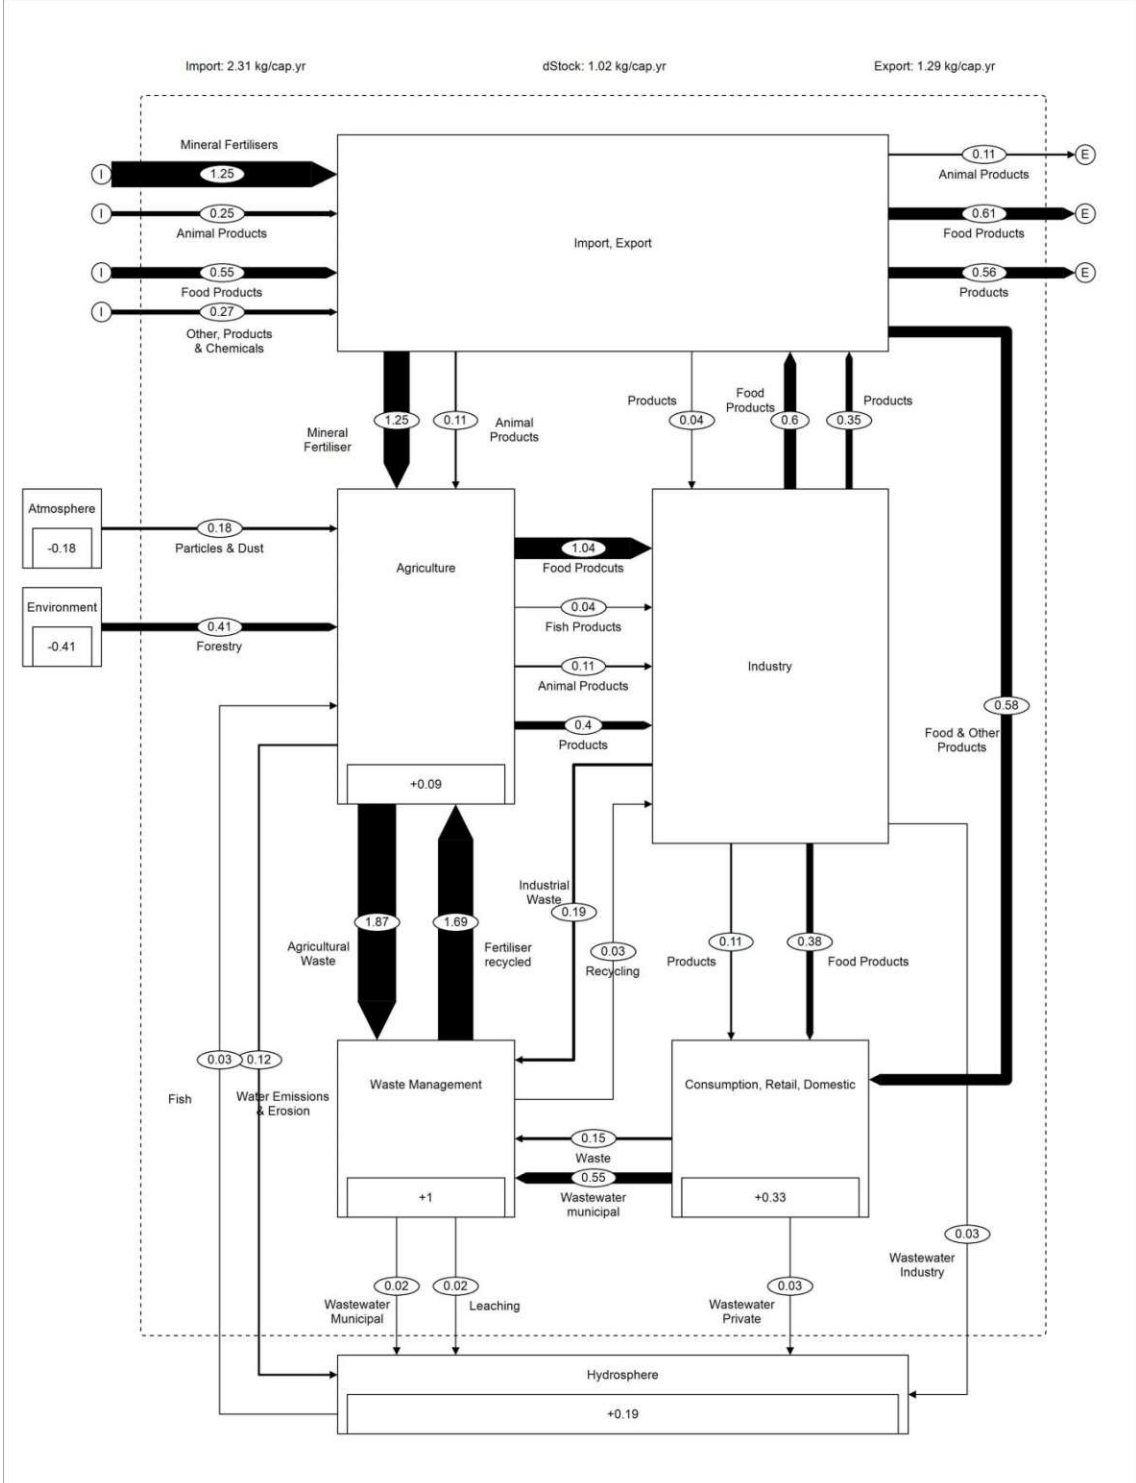 Import: 2.31 kg/cap.yr
dStock: 1.02 kg/cap.yr
Export: 1.29 kg/cap.yr
Mineral Fertilisers
I
1.25
I
0.25
Animal Products
I
0.55
Food Products
I
0.27
Other, Products
& Chemicals
Import, Export
0.11
E
Animal Products
0.61
E
Food Products
0.56
E
Products
Mineral
Fertiliser
1.25
0.11
Animal
Products
Products
0.04
Food
Products
0.6
0.35
Products
Atmosphere
-0.18
0.18
Particles & Dust
Environment
-0.41
0.41
Forestry
Agriculture
+0.09
1.04
Food Prodcuts
0.04
Fish Products
0.11
Animal Products
0.4
Products
Industry
0.58
Food & Other
Products
1.87
Agricultural
Waste
1.69
Fertiliser
recycled
Industrial
Waste
0.19
0.03
Recycling
0.11
Products
0.38
Food Products
0.03
Fish
0.12
Water Emissions
& Erosion
Waste Management
+1
Consumption, Retail, Domestic
+0.33
0.15
Waste
0.55
Wastewater
municipal
0.02
Wastewater
Municipal
0.02
Leaching
0.03
Wastewater
Private
0.03
Wastewater
Industry
Hydrosphere
+0.19